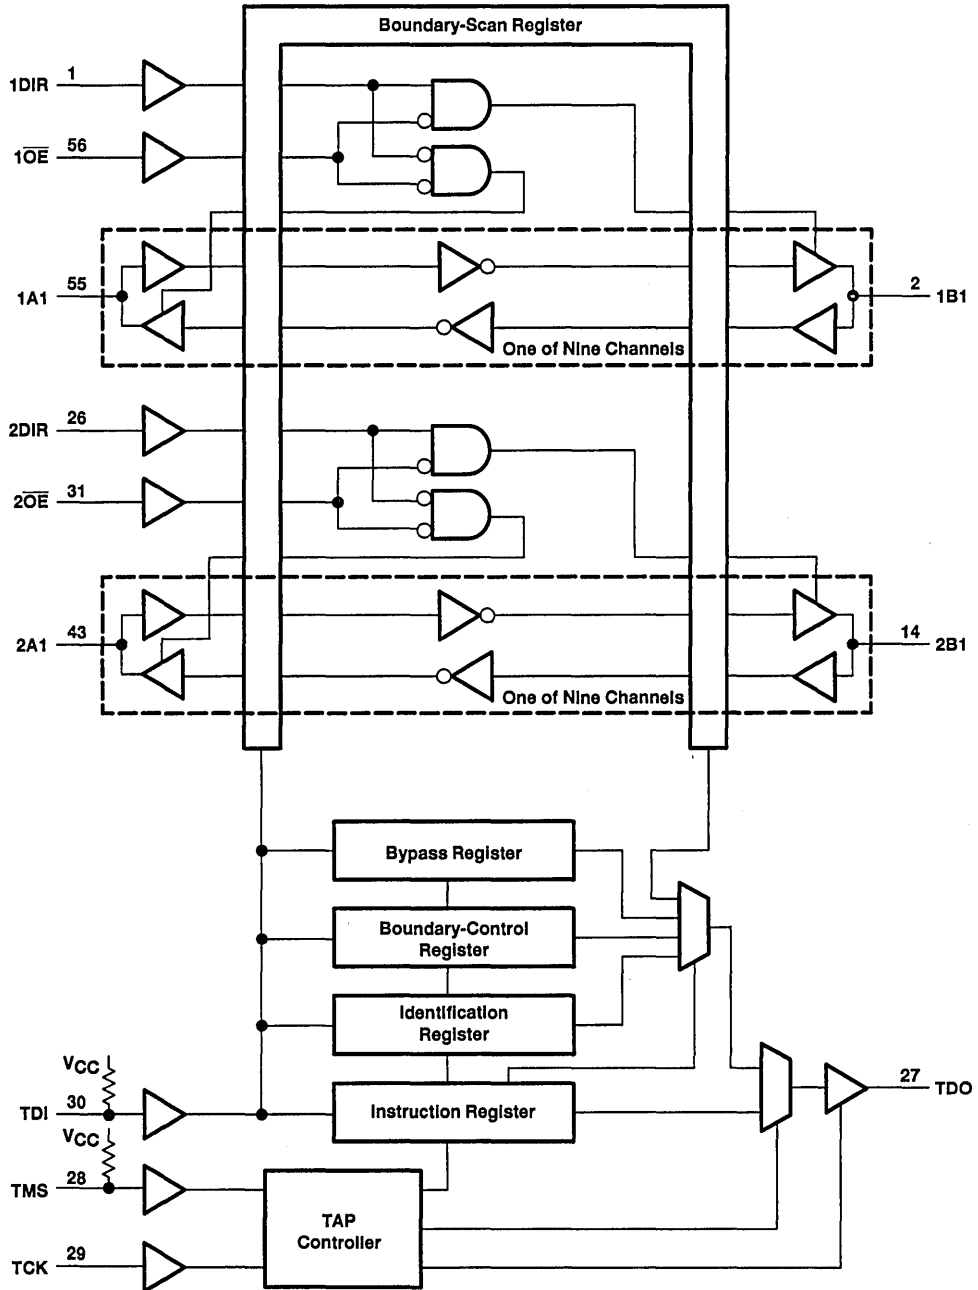 Boundary-Scan Register
1DIR 1
1OE 56
1A1 55
2 1B1
One of Nine Channels
2DIR 26
2OE 31
2A1 43
14 2B1
One of Nine Channels
Bypass Register
Boundary-Control
Register
Identification
Register
VCC
TDI 30
Instruction Register
27 TDO
VCC
TMS 28
TAP
Controller
TCK 29